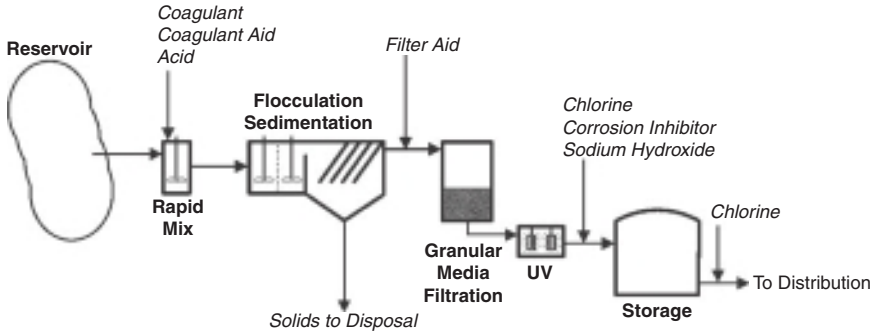 Coagulant
Coagulant Aid
Acid
Reservoir
Filter Aid
Flocculation
Sedimentation
Chlorine
Corrosion Inhibitor
Sodium Hydroxide
Rapid
Mix
Granular
Media
Filtration
UV
Chlorine
To Distribution
Storage
Solids to Disposal